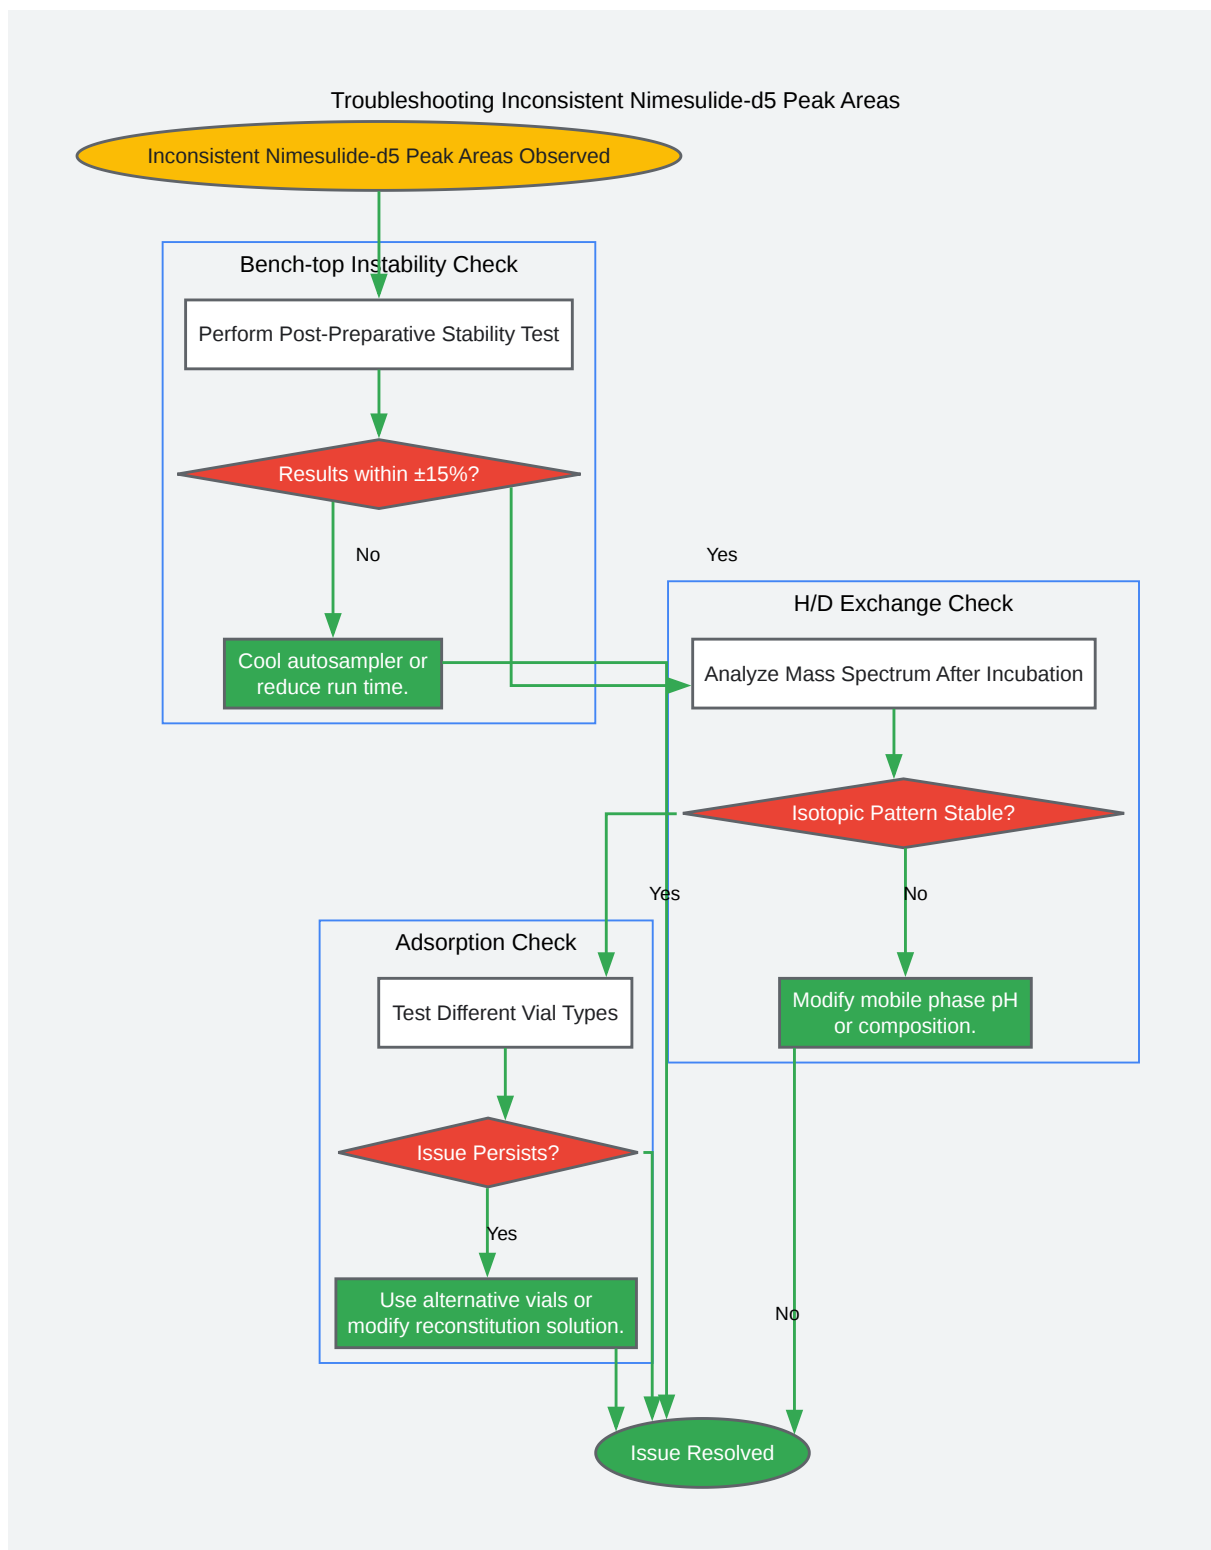 Troubleshooting Inconsistent Nimesulide-d5 Peak Areas
Inconsistent Nimesulide-d5 Peak Areas Observed
Bench-top Instability Check
Perform Post-Preparative Stability Test
Results within ±15%?
No
Yes
Cool autosampler or
reduce run time.
H/D Exchange Check
Analyze Mass Spectrum After Incubation
Isotopic Pattern Stable?
Yes
No
Modify mobile phase pH
or composition.
Adsorption Check
Test Different Vial Types
Issue Persists?
Yes
Use alternative vials or
modify reconstitution solution.
No
Issue Resolved